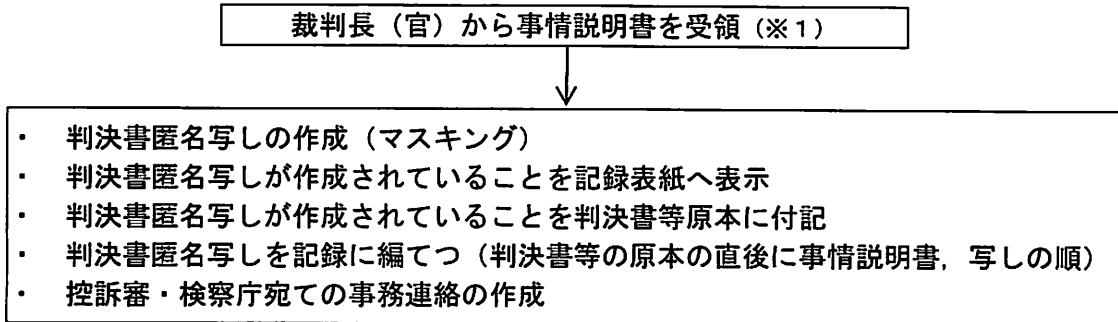 裁判長（官）から事情説明書を受領（※１）
・　判決書匿名写しの作成（マスキング）
・　判決書匿名写しが作成されていることを記録表紙へ表示
・　判決書匿名写しが作成されていることを判決書等原本に付記
・　判決書匿名写しを記録に編てつ（判決書等の原本の直後に事情説明書，写しの順）
・　控訴審・検察庁宛ての事務連絡の作成